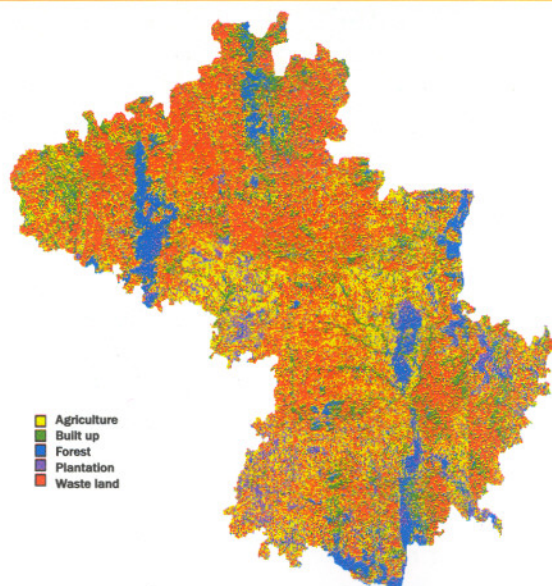 Agriculture
Built up
Forest
Plantation
Waste land